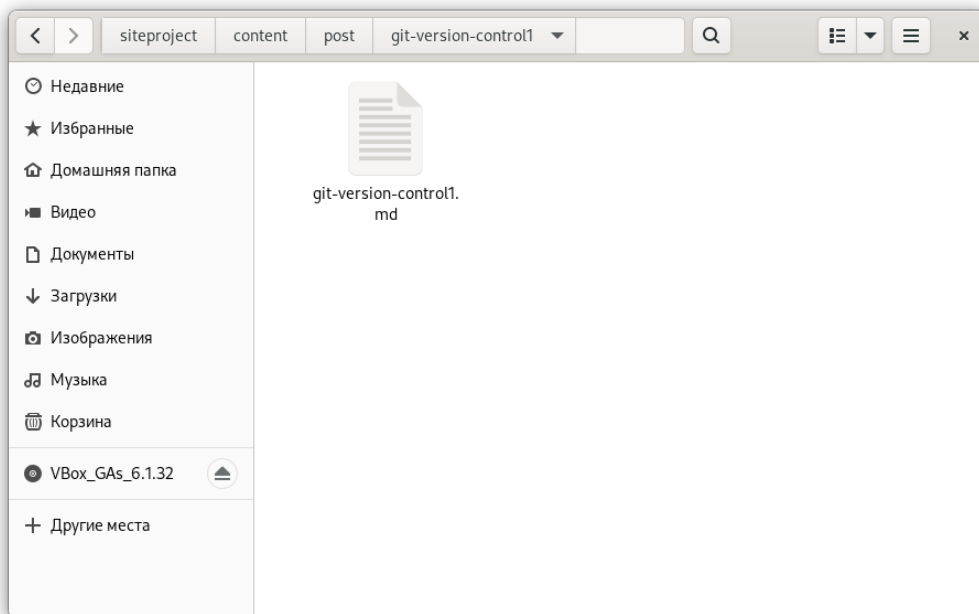 siteproject content post git-version-control1
Недавние
Избранные
Домашняя папка
Видео
Документы
Загрузки
Изображения
Музыка
Корзина
VBox_GAs_6.1.32
Другие места
git-version-control1.
md